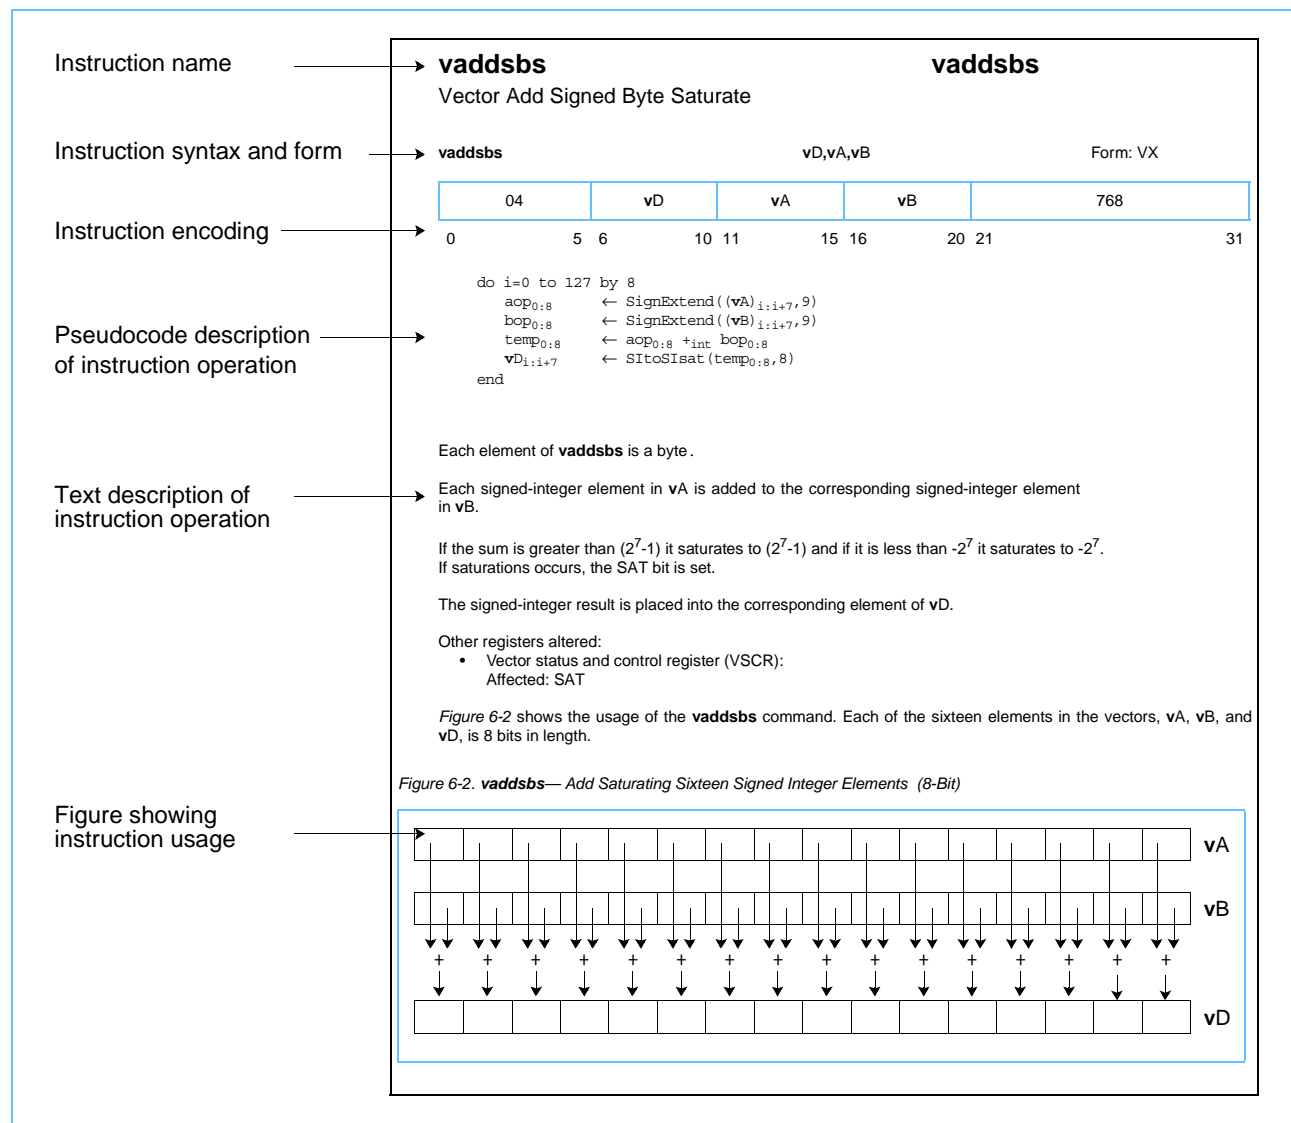 Instruction name
vaddsbs vaddsbs
Vector Add Signed Byte Saturate
Instruction syntax and form
vaddsbs vD,vA,vB Form: VX
04 vD vA vB 768
Instruction encoding
0 5 6 10 11 15 16 20 21 31
do i=0 to 127 by 8
aop0:8 ← SignExtend((vA)i:i+7,9)
bop0:8 ← SignExtend((vB)i:i+7,9)
temp0:8 ← aop0:8 +int bop0:8
vDi:i+7 ← SItoSIsat(temp0:8,8)
end
Pseudocode description
of instruction operation
Each element of vaddsbs is a byte.
Text description of
instruction operation
Each signed-integer element in vA is added to the corresponding signed-integer element
in vB.
If the sum is greater than (2^7-1) it saturates to (2^7-1) and if it is less than -2^7 it saturates to -2^7.
If saturations occurs, the SAT bit is set.
The signed-integer result is placed into the corresponding element of vD.
Other registers altered:
• Vector status and control register (VSCR):
Affected: SAT
Figure 6-2 shows the usage of the vaddsbs command. Each of the sixteen elements in the vectors, vA, vB, and
vD, is 8 bits in length.
Figure 6-2. vaddsbs— Add Saturating Sixteen Signed Integer Elements (8-Bit)
Figure showing
instruction usage
vA
vB
+ + + + + + + + + + + + + + + +
vD